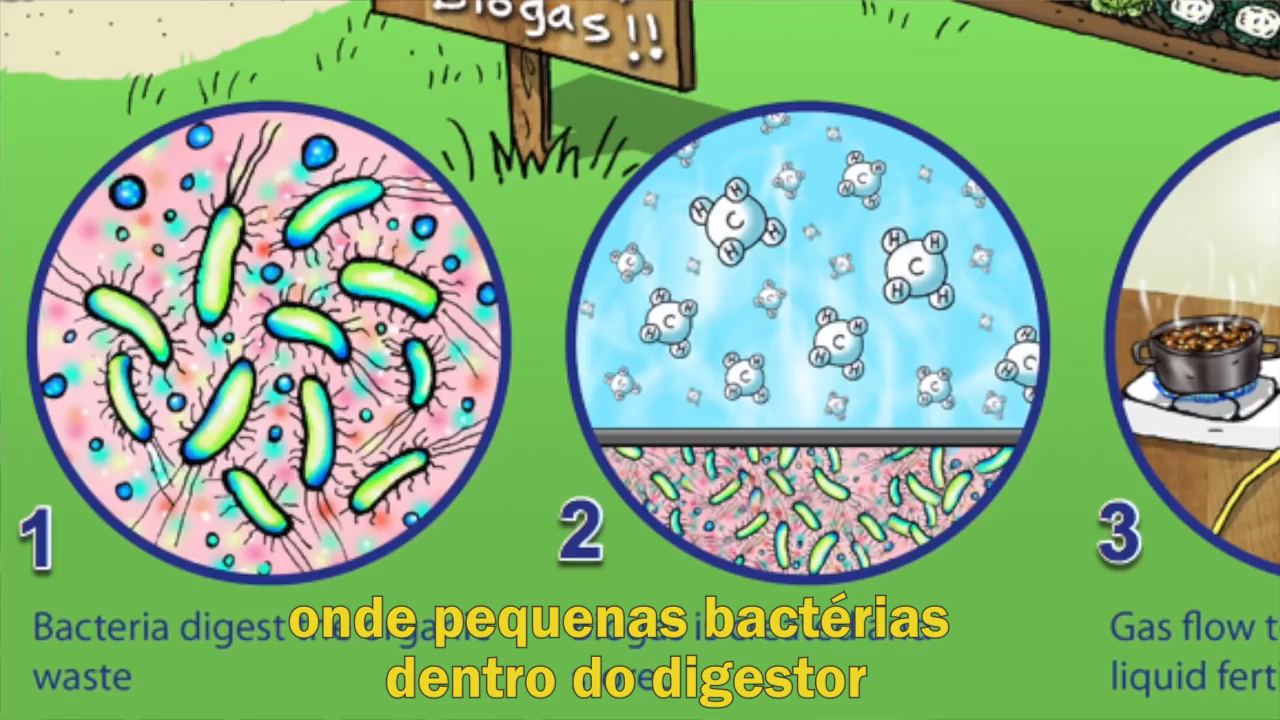 Biogas !!
1
2
3
Bacteria digest
waste
Gas flow t
liquid fert
onde pequenas bactérias
dentro do digestor